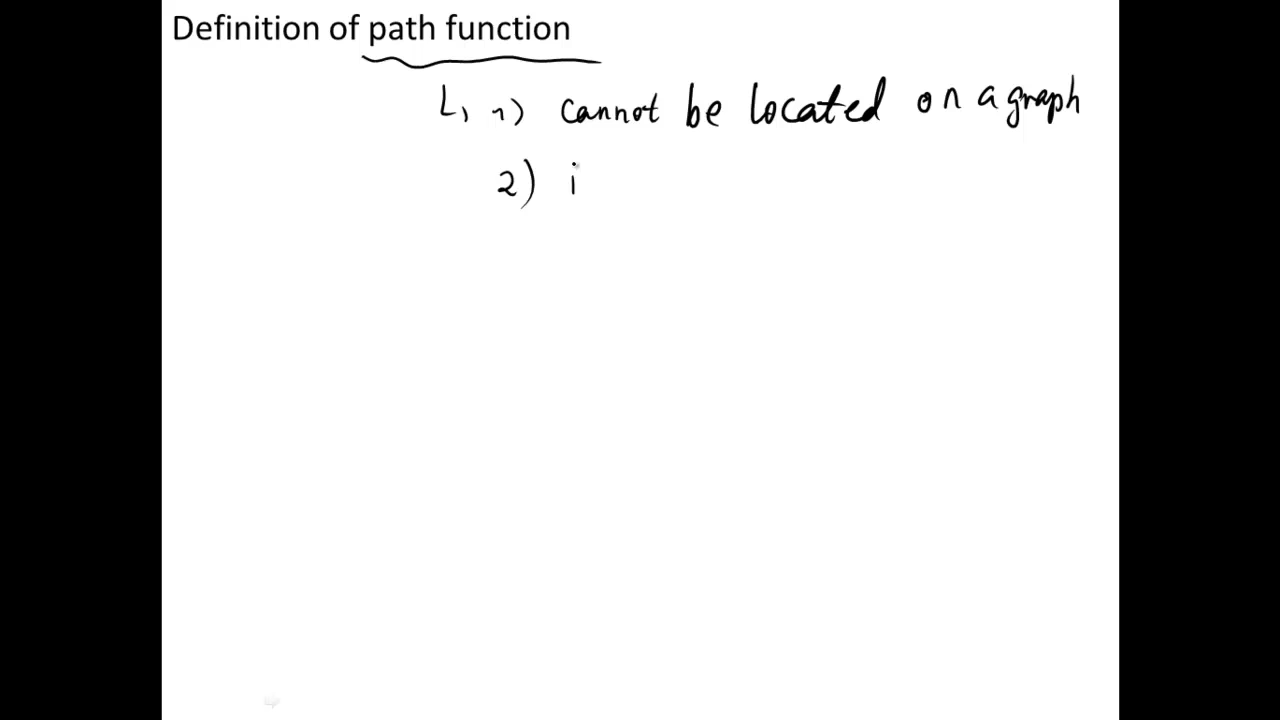 Definition of path function
1) cannot be located on a graph
2) i